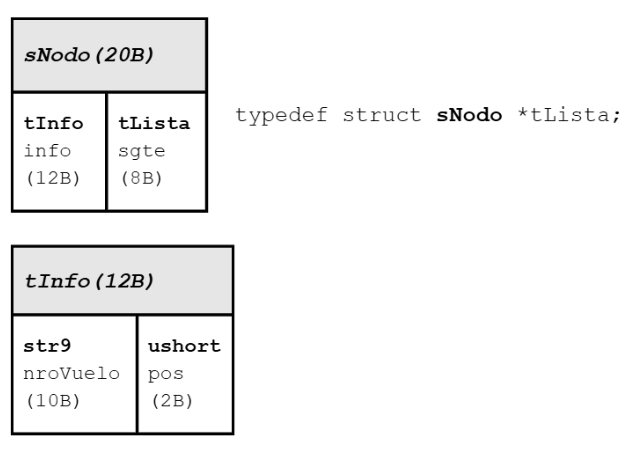 sNodo(20B)
typedef struct sNodo *tLista;
tInfo tLista
info sgte
(12B) (8B)
tInfo(12B)
str9 ushort
nroVuelo pos
(10B) (2B)